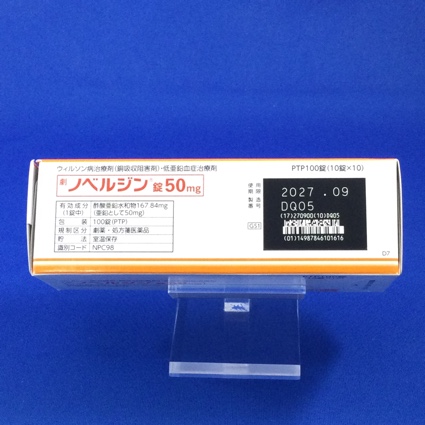 ウィルソン病治療剤(銅吸収阻害剤)・低亜鉛血症治療剤
PTP100錠(10錠×10)
劇 ノベルジン®錠50mg
有効成分(1錠中) 酢酸亜鉛水和物167.84mg(亜鉛として50mg)
包装 100錠(PTP)
規制区分 劇薬・処方箋医薬品
貯法 室温保存
識別コード NPC98
使用期限 2027.09
製造番号 DQ05
(17)270900(10)DQ05
GS1
(01)14987846101616
D7